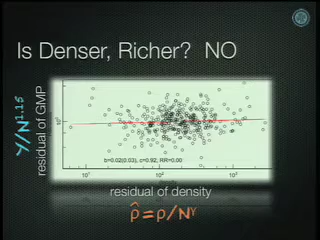 Is Denser, Richer? NO
Y/N^1.15
residual of GMP
b=0.02(0.03), c=0.92, RR=0.00
residual of density
ρ̂ = ρ/N^γ